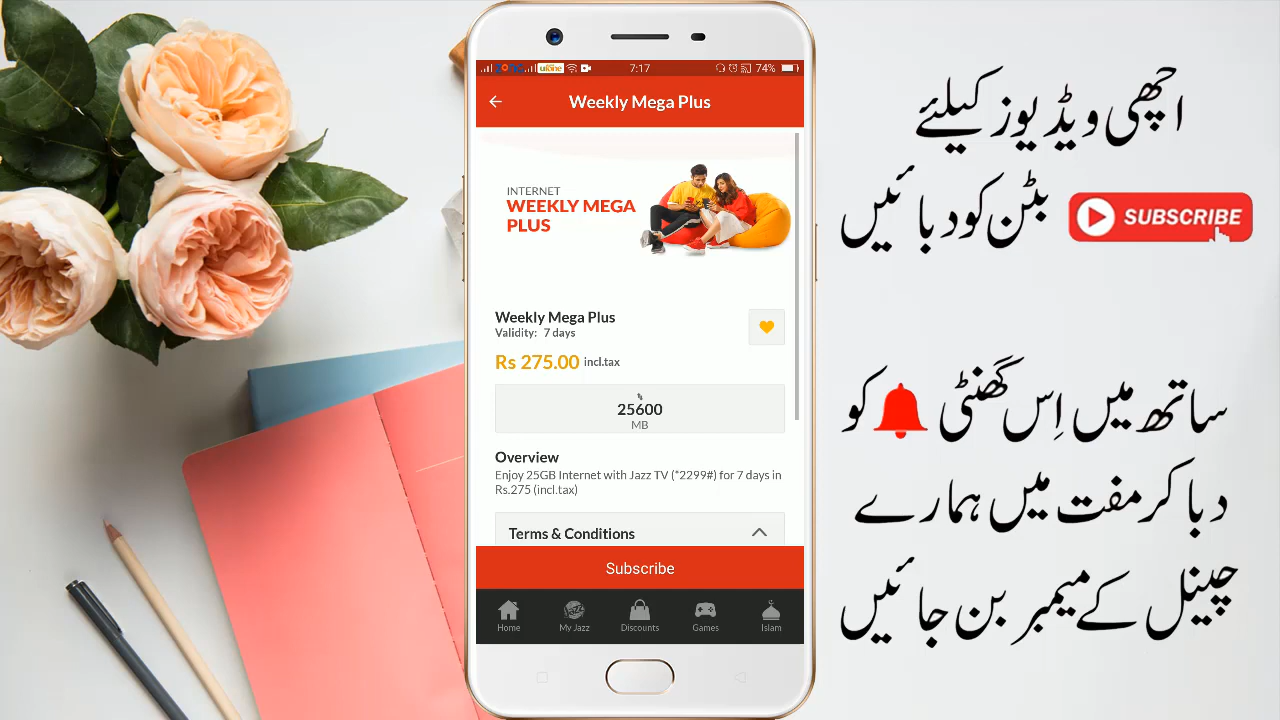 ZONG
ufone
7:17
74%
Weekly Mega Plus
INTERNET
WEEKLY MEGA
PLUS
Weekly Mega Plus
Validity: 7 days
Rs 275.00 incl.tax
25600
MB
Overview
Enjoy 25GB Internet with Jazz TV (*2299#) for 7 days in
Rs.275 (incl.tax)
Terms & Conditions
Subscribe
Home
My Jazz
Discounts
Games
Islam
اچھی ویڈیوز کیلئے
SUBSCRIBE بٹن کو دبائیں
ساتھ میں اِس گھنٹی کو
دبا کر مفت میں ہمارے
چینل کے میمبر بن جائیں